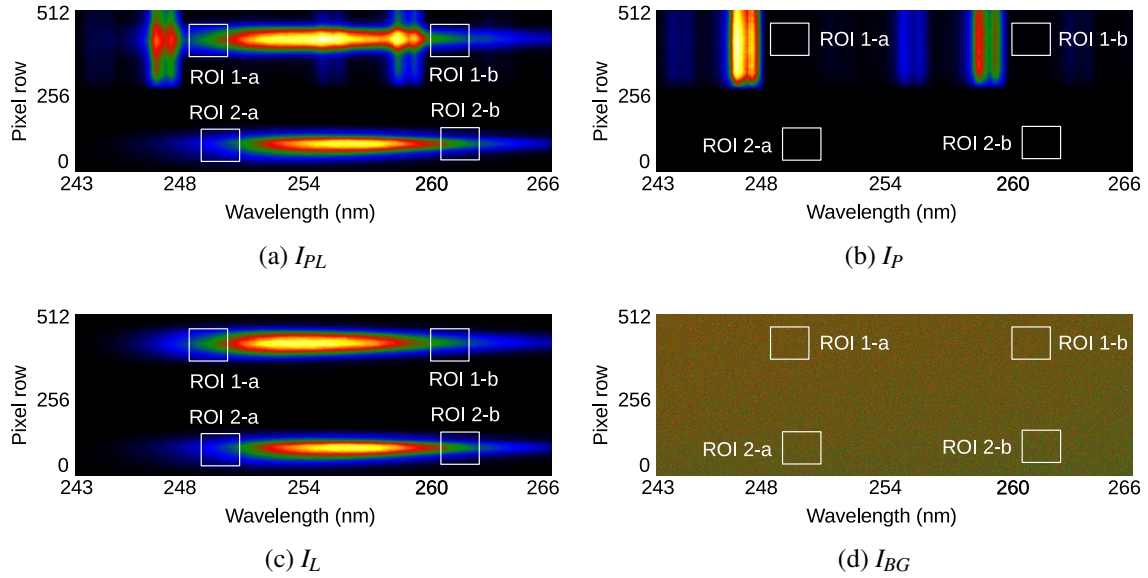 512
256
0
Pixel row
ROI 1-a
ROI 1-b
ROI 2-a
ROI 2-b
243 248 254 260 266
Wavelength (nm)
(a) I_{PL}
512
256
0
Pixel row
ROI 1-a
ROI 1-b
ROI 2-a
ROI 2-b
243 248 254 260 266
Wavelength (nm)
(b) I_P
512
256
0
Pixel row
ROI 1-a
ROI 1-b
ROI 2-a
ROI 2-b
243 248 254 260 266
Wavelength (nm)
(c) I_L
512
256
0
Pixel row
ROI 1-a
ROI 1-b
ROI 2-a
ROI 2-b
243 248 254 260 266
Wavelength (nm)
(d) I_{BG}